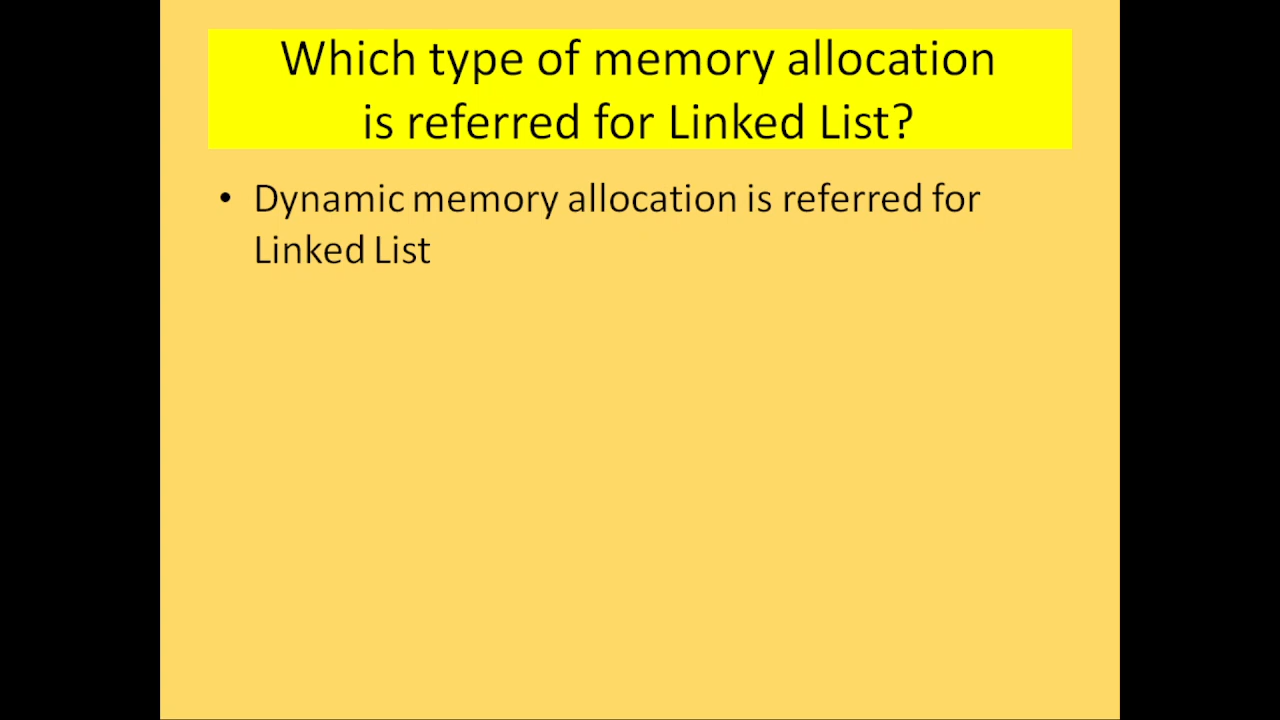 Which type of memory allocation
is referred for Linked List?
• Dynamic memory allocation is referred for
Linked List